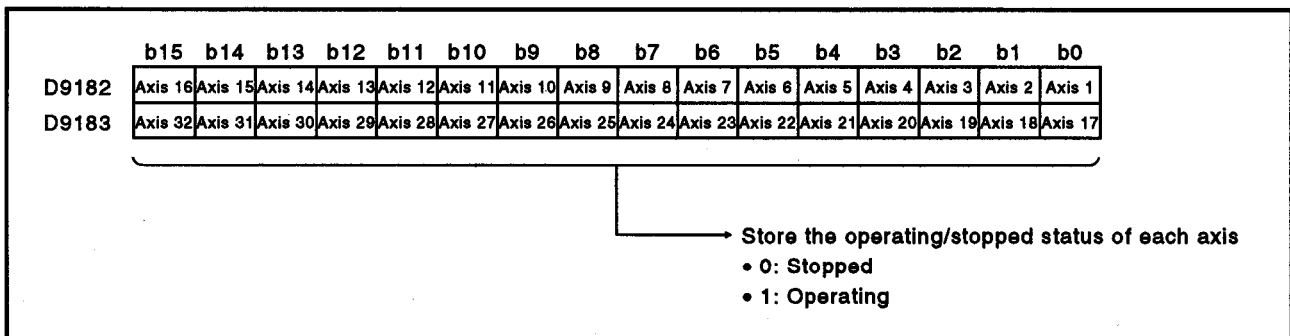 b15 b14 b13 b12 b11 b10 b9 b8 b7 b6 b5 b4 b3 b2 b1 b0
D9182 Axis 16 Axis 15 Axis 14 Axis 13 Axis 12 Axis 11 Axis 10 Axis 9 Axis 8 Axis 7 Axis 6 Axis 5 Axis 4 Axis 3 Axis 2 Axis 1
D9183 Axis 32 Axis 31 Axis 30 Axis 29 Axis 28 Axis 27 Axis 26 Axis 25 Axis 24 Axis 23 Axis 22 Axis 21 Axis 20 Axis 19 Axis 18 Axis 17
Store the operating/stopped status of each axis
• 0: Stopped
• 1: Operating